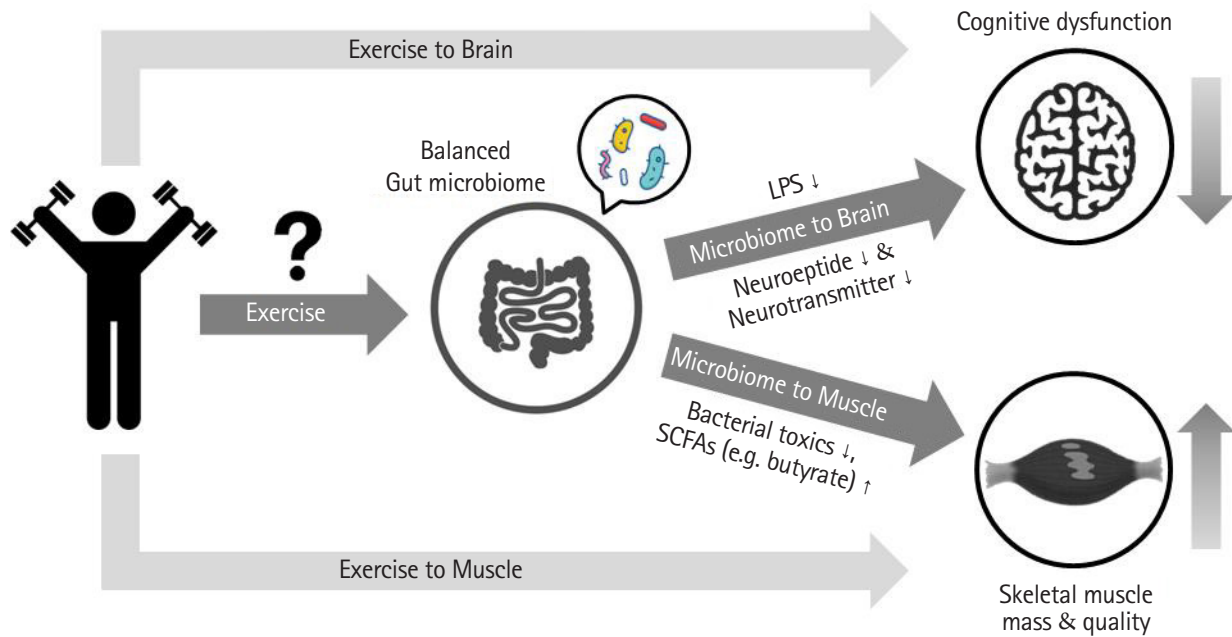 Exercise to Brain
Cognitive dysfunction
Balanced
Gut microbiome
?
Exercise
LPS ↓
Microbiome to Brain
Neuroeptide ↓ &
Neurotransmitter ↓
Microbiome to Muscle
Bacterial toxics ↓,
SCFAs (e.g. butyrate) ↑
Exercise to Muscle
Skeletal muscle
mass & quality